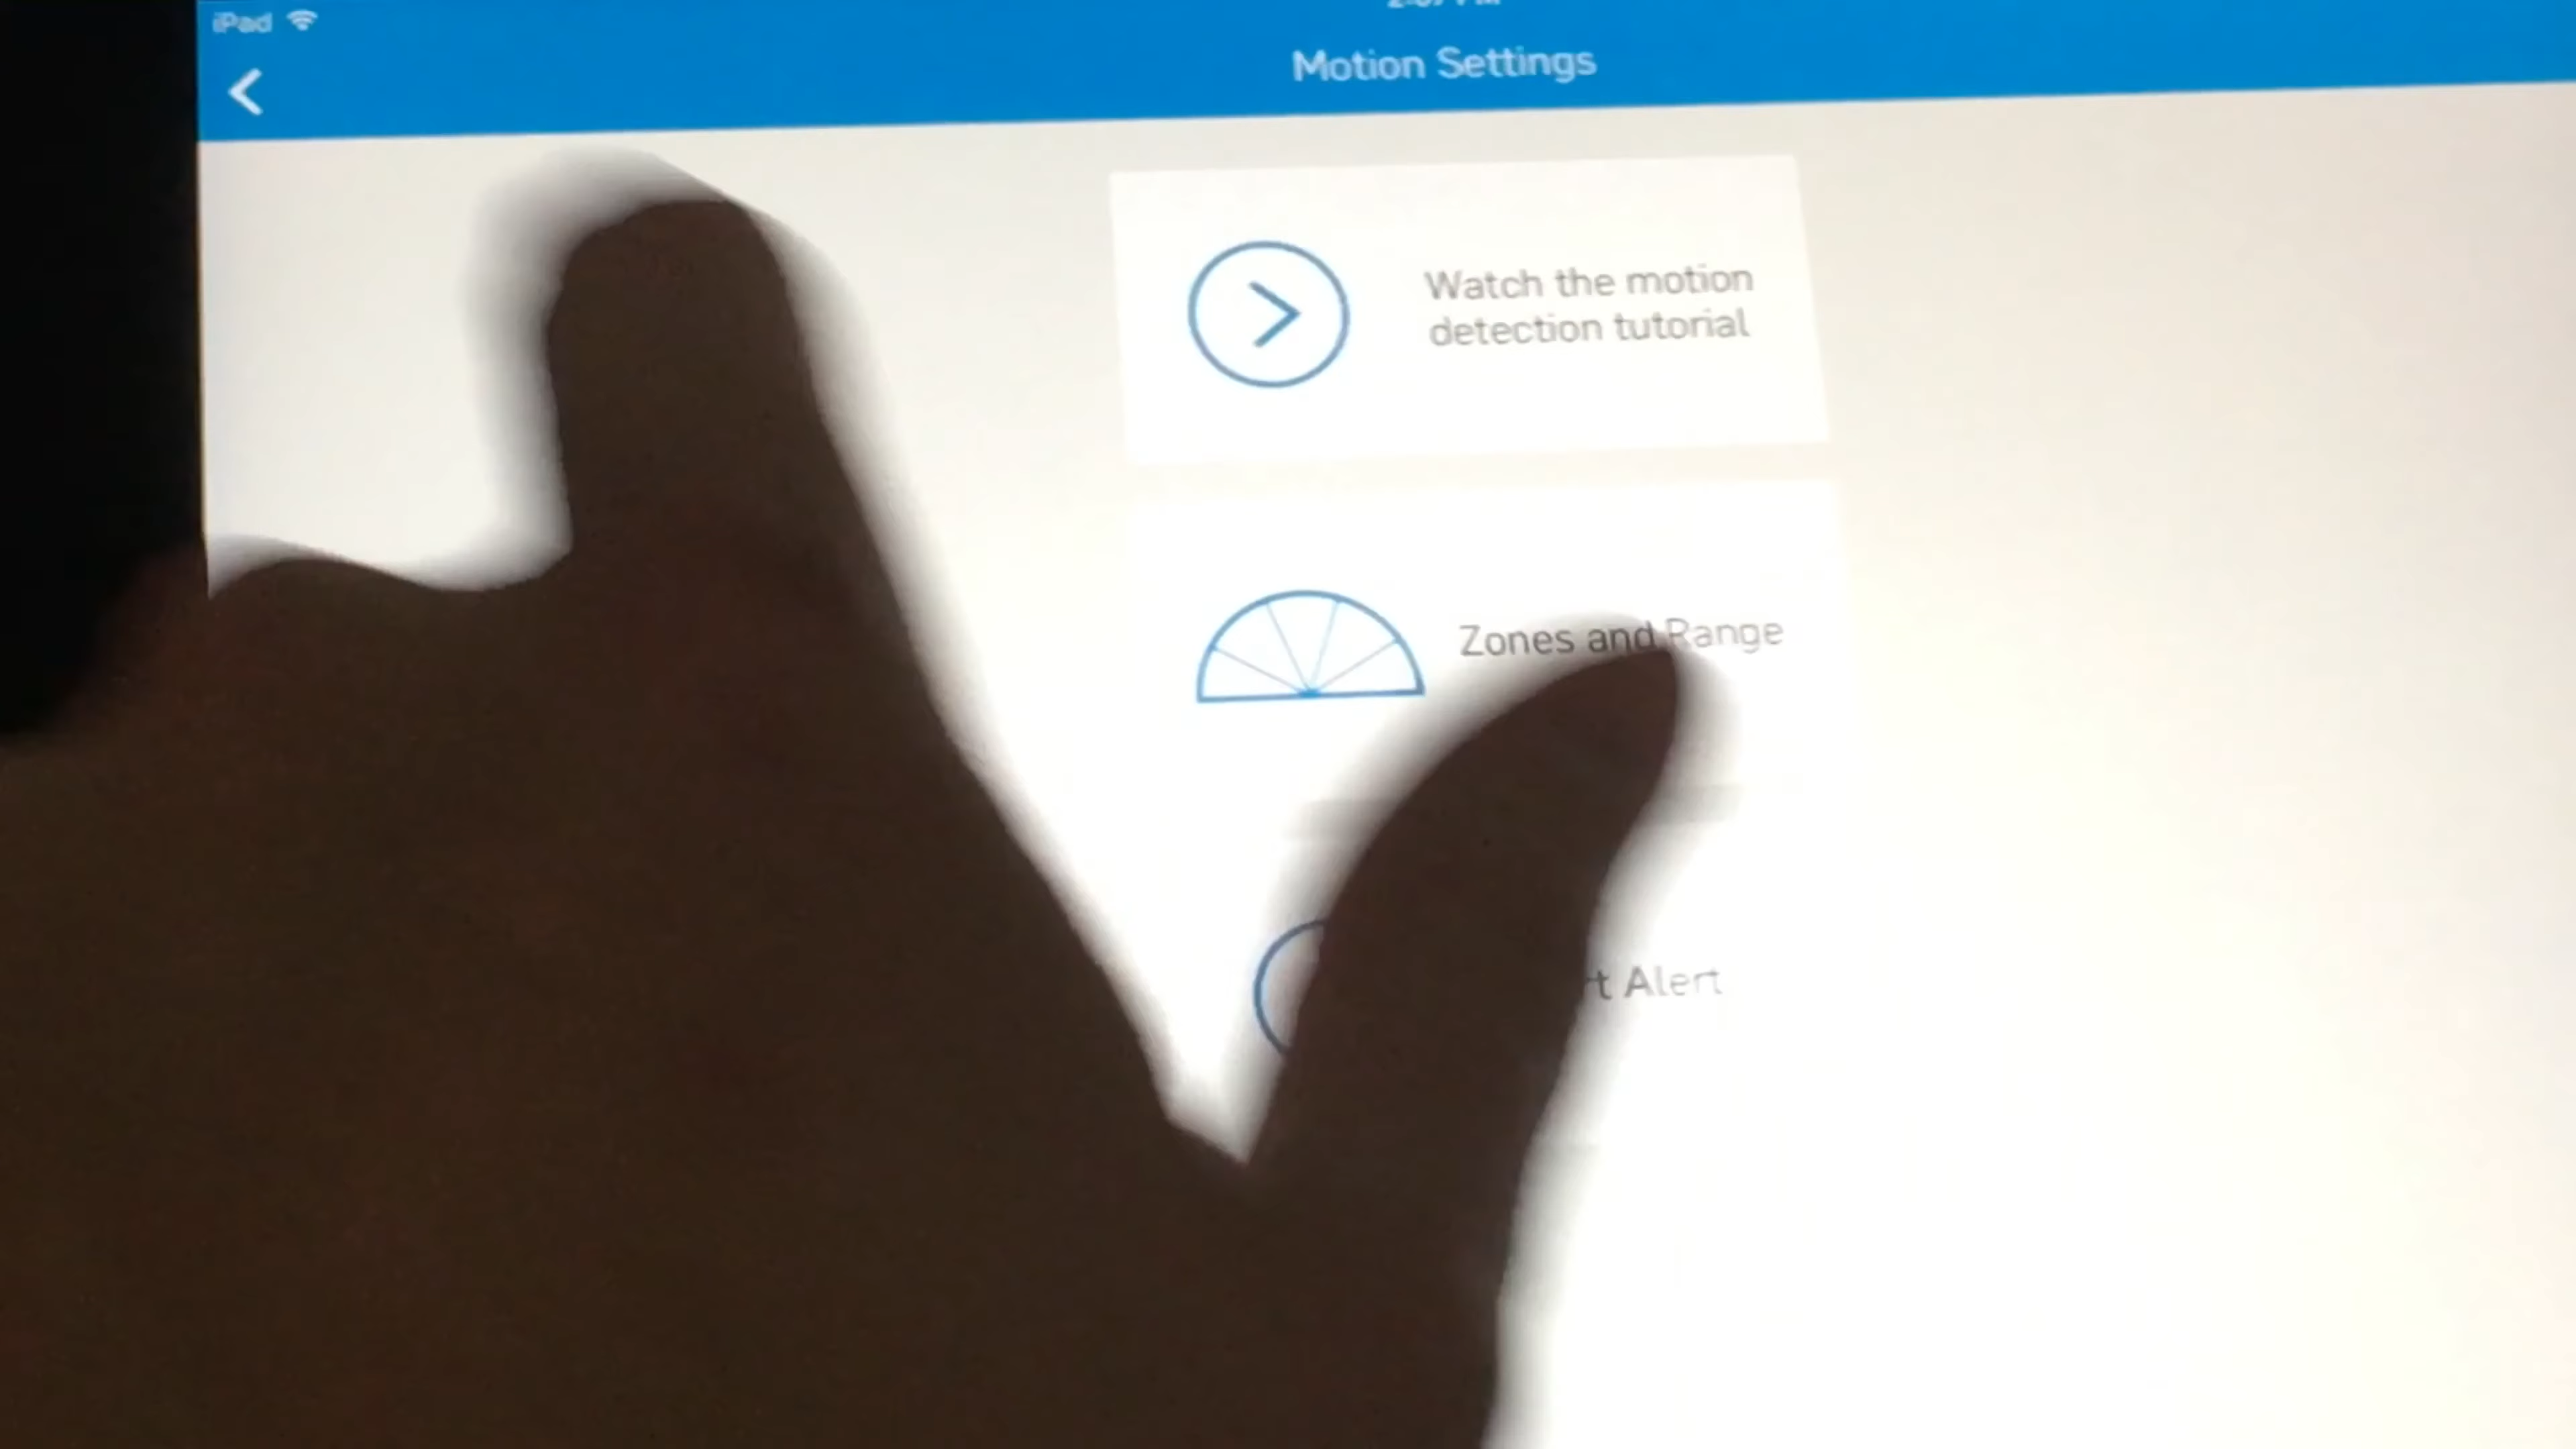 iPad
Motion Settings
Watch the motion
detection tutorial
Zones and Range
Alert